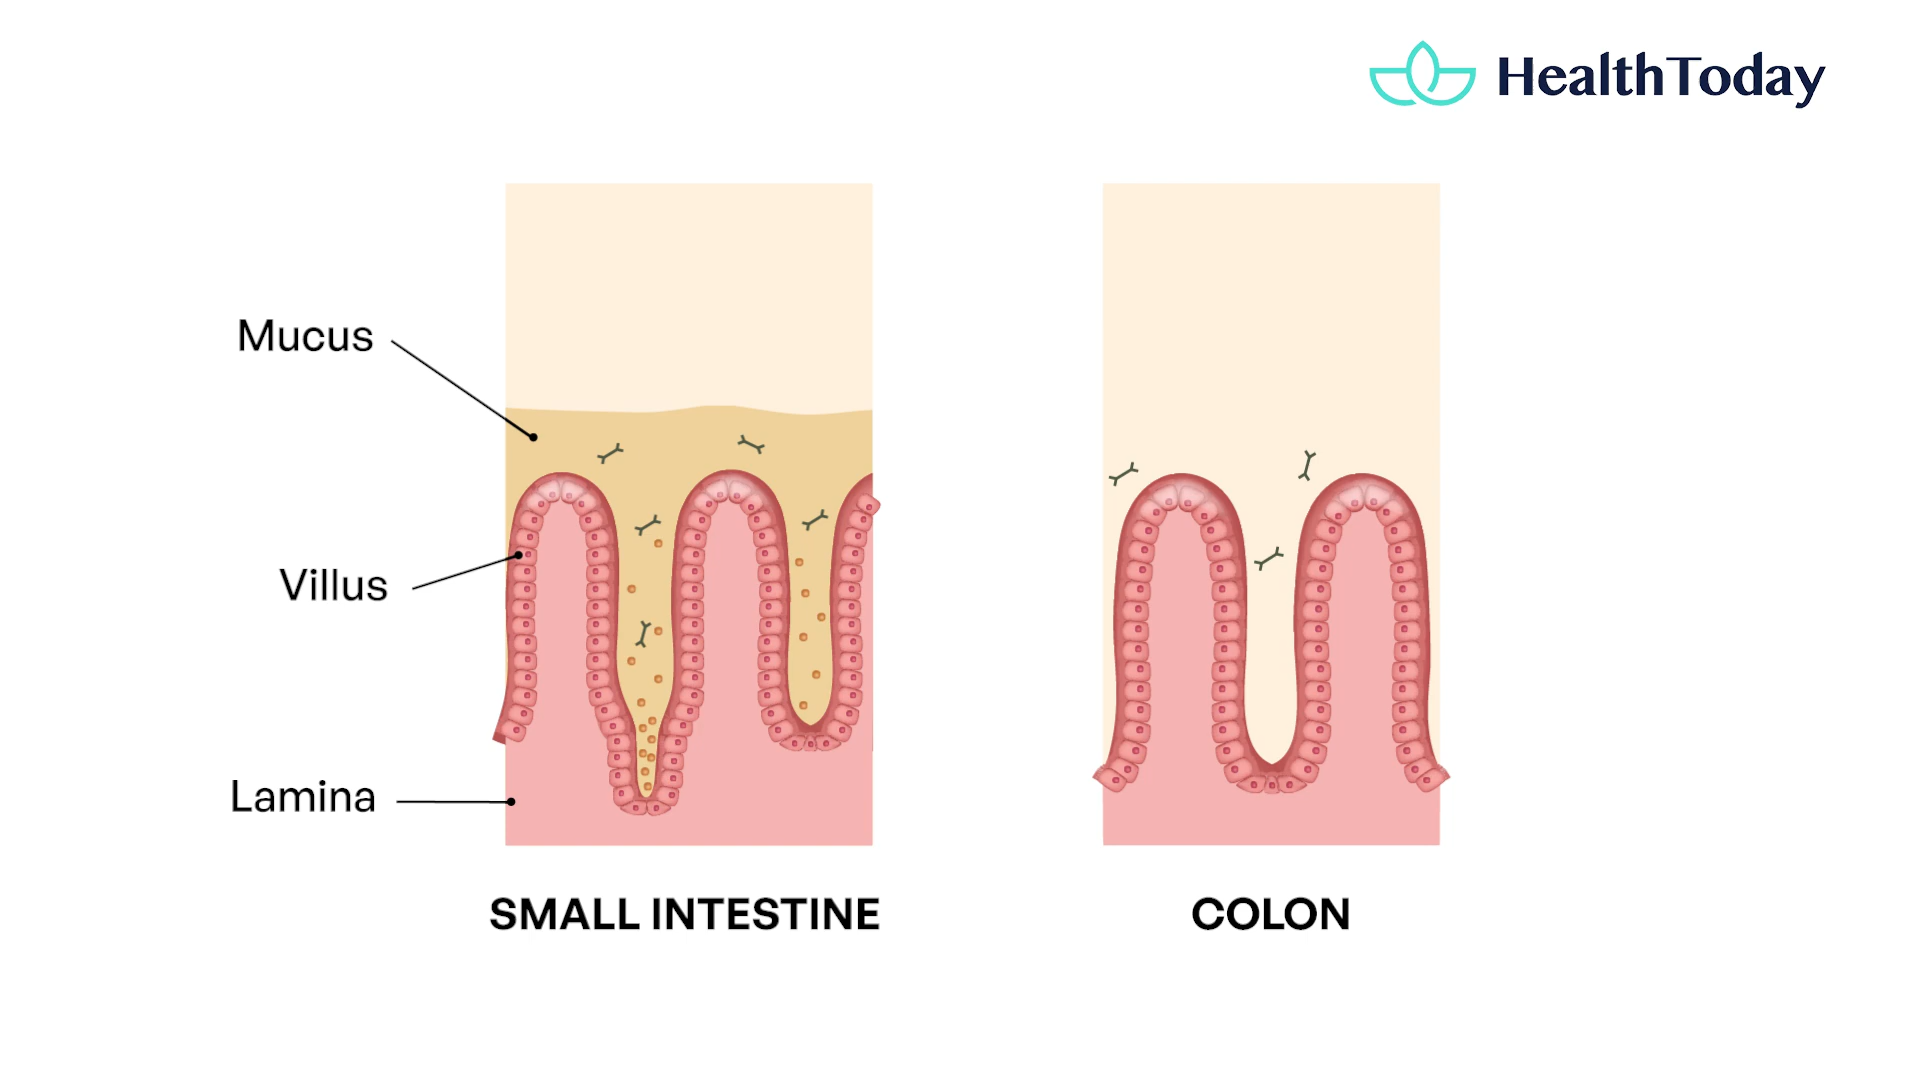 HealthToday
Mucus
Villus
Lamina
SMALL INTESTINE
COLON